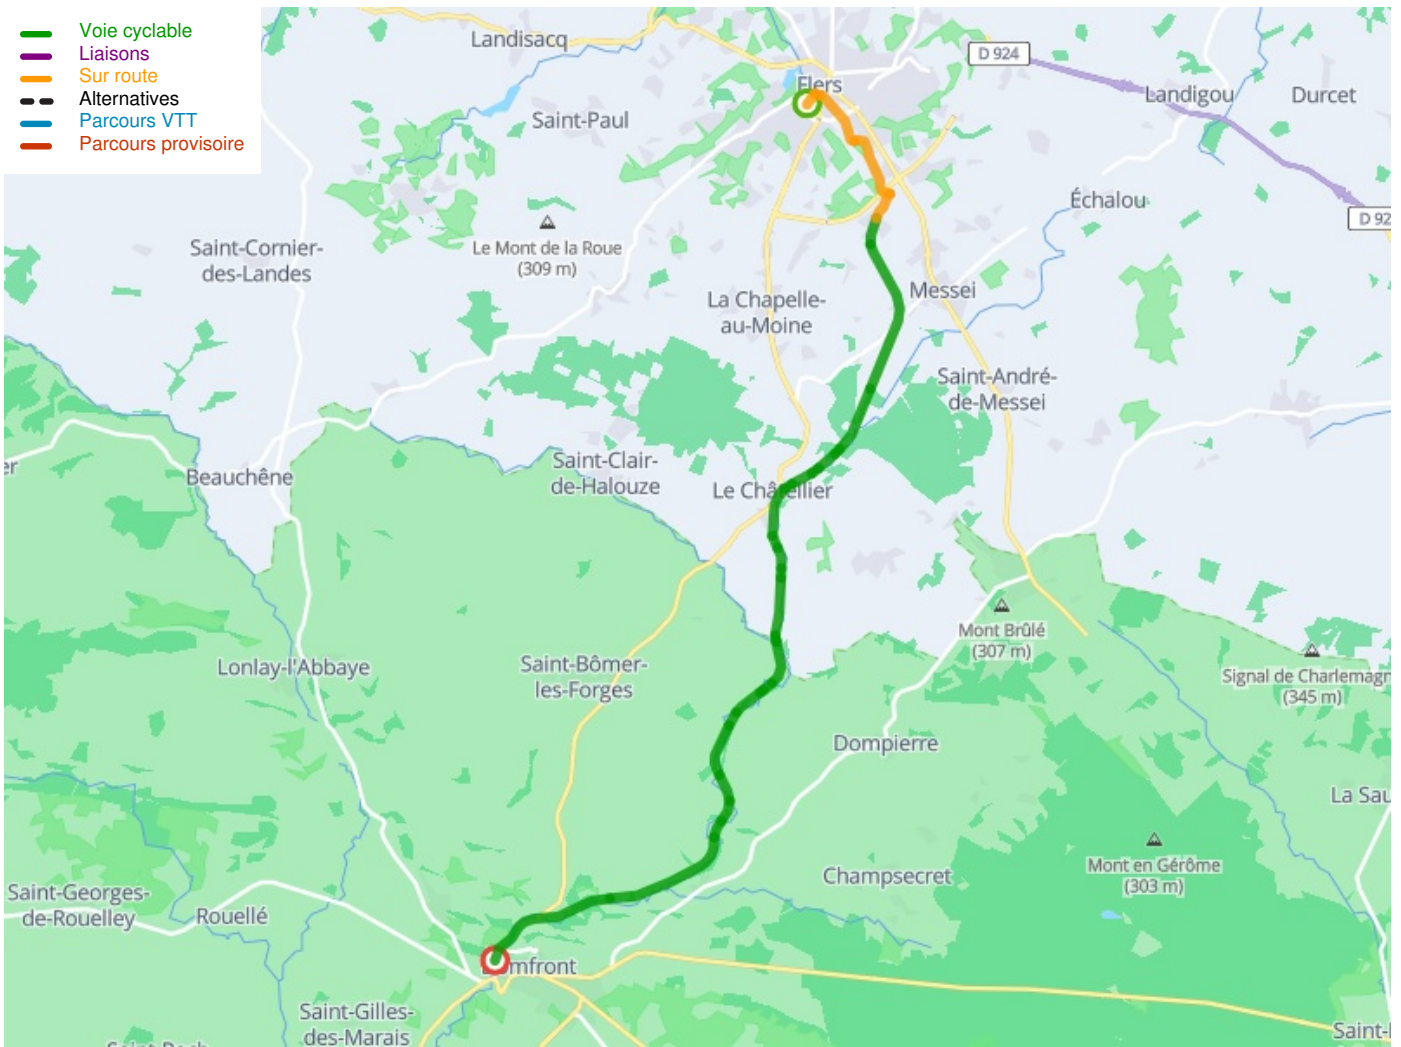 Voie cyclable
Liaisons
Sur route
Alternatives
Parcours VTT
Parcours provisoire
Landisacq
D 924
Flers
Landigou
Durcet
Saint-Paul
Échalou
D 92
Saint-Cornier-
des-Landes
Le Mont de la Roue
(309 m)
La Chapelle-
au-Moine
Messei
Saint-André-
de-Messei
er
Beauchêne
Saint-Clair-
de-Halouze
Le Châtellier
Mont Brûlé
(307 m)
Lonlay-l'Abbaye
Saint-Bômer-
les-Forges
Signal de Charlemagn
(345 m)
Dompierre
La Sau
Mont en Gérôme
(303 m)
Champsecret
Saint-Georges-
de-Rouelley
Rouellé
Domfront
Saint-Gilles-
des-Marais
Saint-